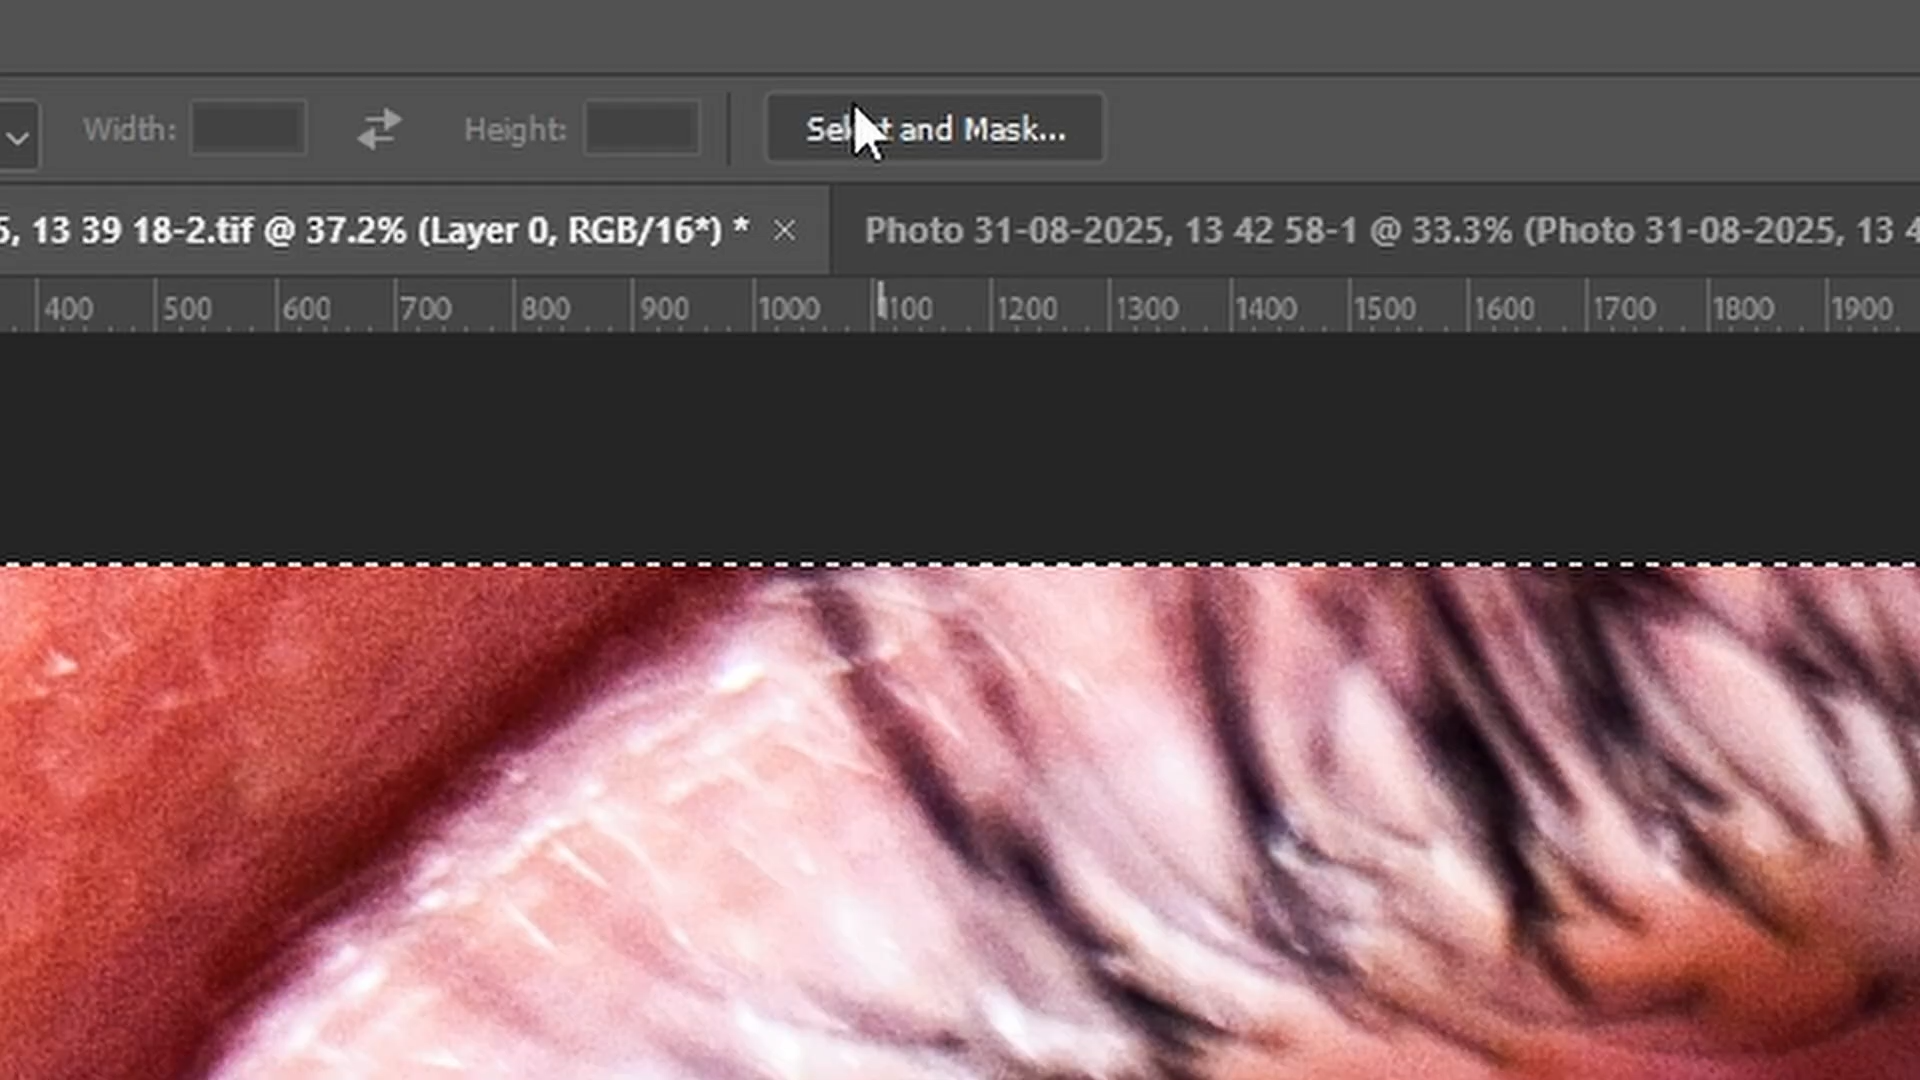 Width: Height: Select and Mask...
5, 13 39 18-2.tif @ 37.2% (Layer 0, RGB/16*) * × Photo 31-08-2025, 13 42 58-1 @ 33.3% (Photo 31-08-2025, 13 4
400 500 600 700 800 900 1000 1100 1200 1300 1400 1500 1600 1700 1800 1900